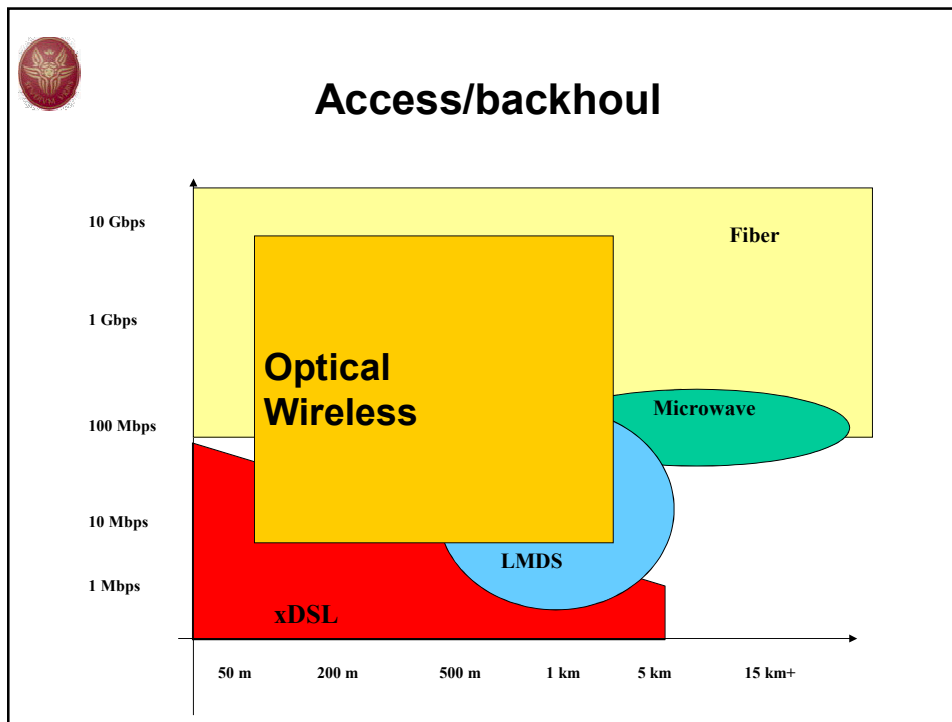 Access/backhoul
10 Gbps
Fiber
1 Gbps
Optical
Wireless
Microwave
100 Mbps
10 Mbps
LMDS
1 Mbps
xDSL
50 m 200 m 500 m 1 km 5 km 15 km+